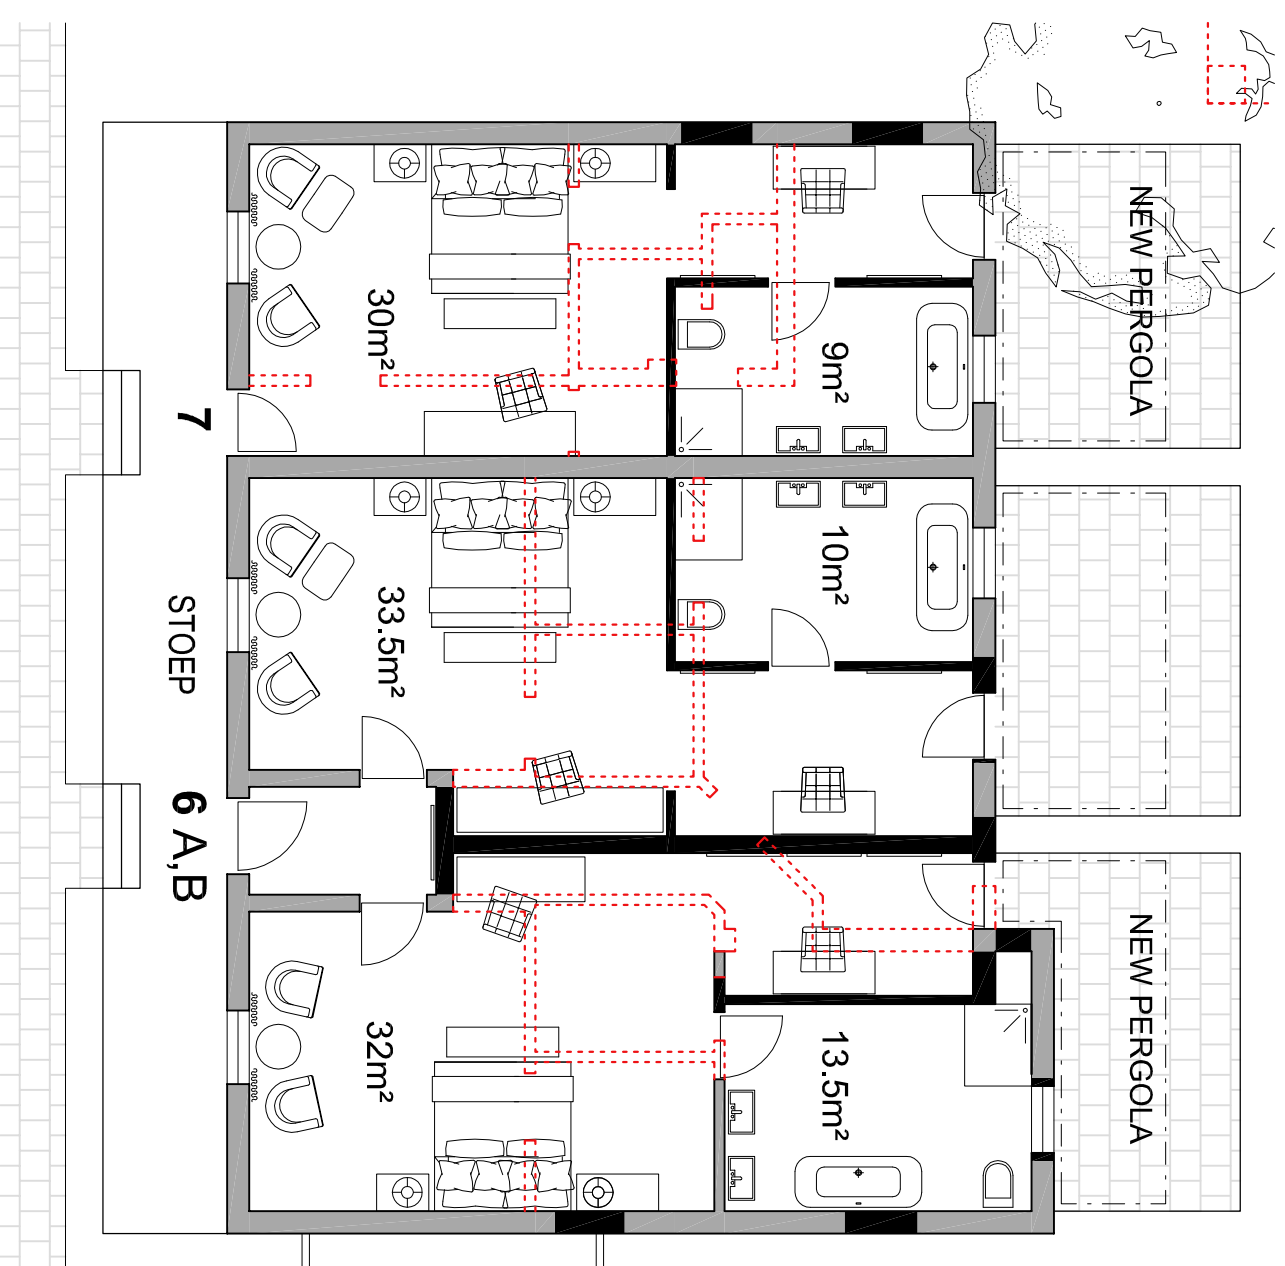 NEW PERGOLA
30m²
9m²
7
10m²
33.5m²
STOEP
6 A,B
NEW PERGOLA
32m²
13.5m²